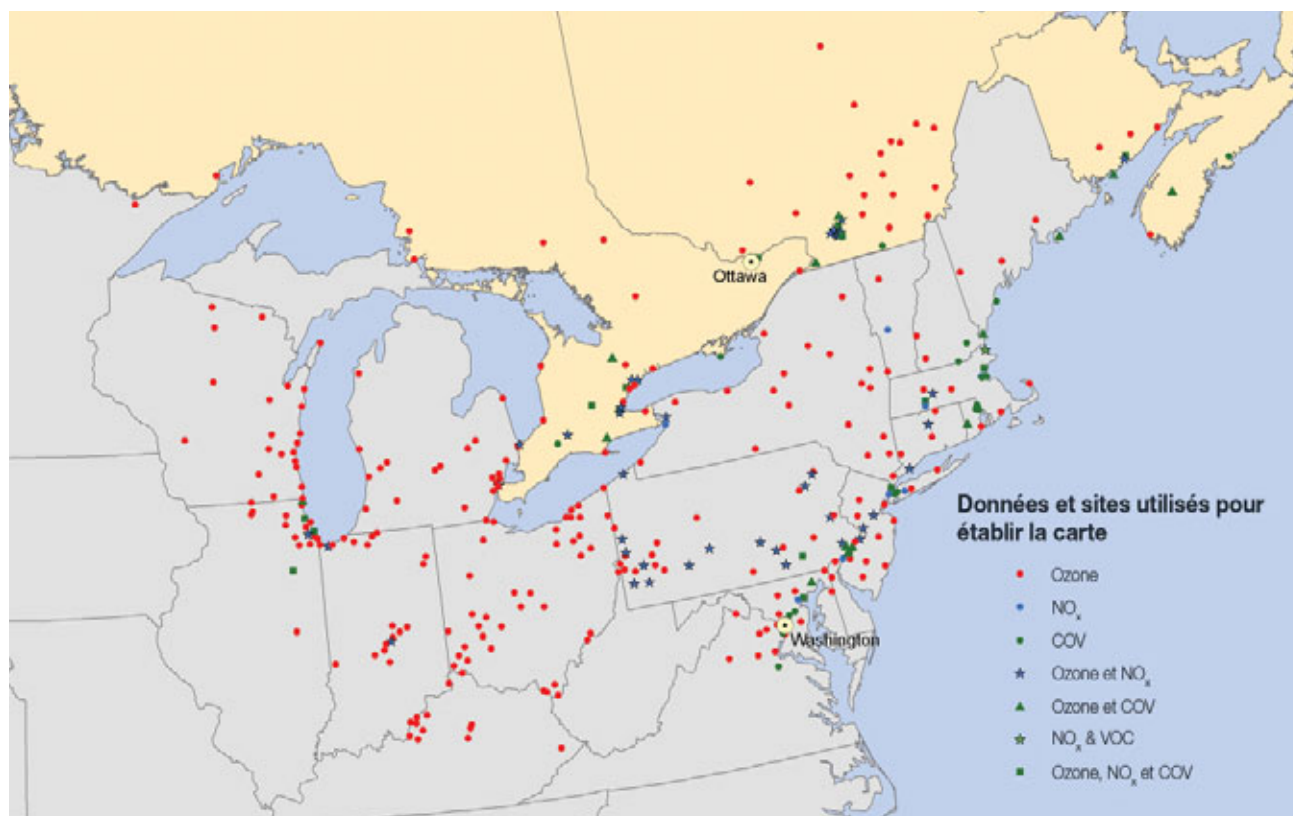 Ottawa
Washington
Données et sites utilisés pour
établir la carte
Ozone
NOx
COV
Ozone et NOx
Ozone et COV
NOx & VOC
Ozone, NOx et COV